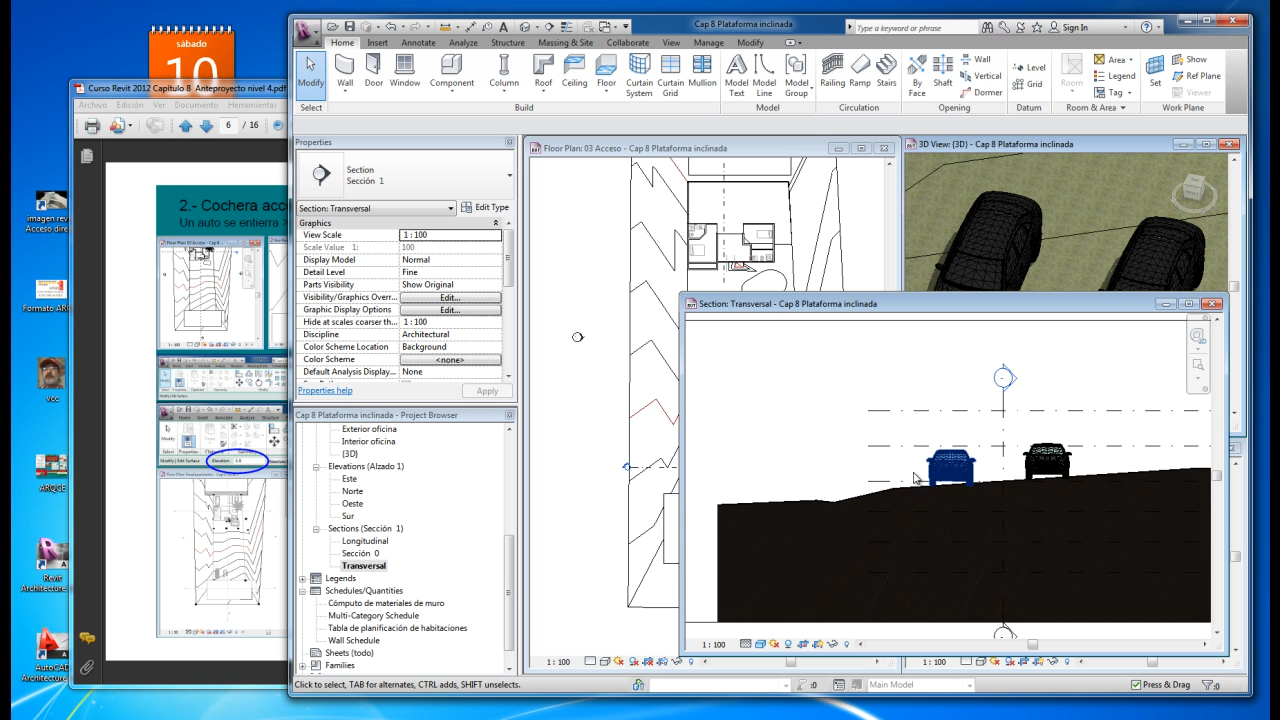 sábado
10
Curso Revit 2012 Capítulo 8 Anteproyecto nivel 4.pdf
Archivo Edición Ver Documento Herramientas
6 / 16
2.- Cochera acc
Un auto se entierra
imagen rev
Acceso dire
Formato AR
vcc
ARQCE
Revit
Architecture
AutoCAD
Architecture
Cap 8 Plataforma inclinada
Type a keyword or phrase
Sign In
Home Insert Annotate Analyze Structure Massing & Site Collaborate View Manage Modify
Modify Wall Door Window Component Column Roof Ceiling Floor Curtain System Curtain Grid Mullion Model Text Model Line Model Group Railing Ramp Stairs By Face Shaft Wall Vertical Dormer Level Grid Room Area Legend Tag Set Show Ref Plane Viewer
Select Build Model Circulation Opening Datum Room & Area Work Plane
Properties
Section
Sección 1
Section: Transversal Edit Type
Graphics
View Scale 1 : 100
Scale Value 1: 100
Display Model Normal
Detail Level Fine
Parts Visibility Show Original
Visibility/Graphics Overr... Edit...
Graphic Display Options Edit...
Hide at scales coarser th... 1 : 100
Discipline Architectural
Color Scheme Location Background
Color Scheme <none>
Default Analysis Display... None
Properties help Apply
Cap 8 Plataforma inclinada - Project Browser
Exterior oficina
Interior oficina
{3D}
Elevations (Alzado 1)
Este
Norte
Oeste
Sur
Sections (Sección 1)
Longitudinal
Sección 0
Transversal
Legends
Schedules/Quantities
Cómputo de materiales de muro
Multi-Category Schedule
Tabla de planificación de habitaciones
Wall Schedule
Sheets (todo)
Families
Floor Plan: 03 Acceso - Cap 8 Plataforma inclinada
3D View: {3D} - Cap 8 Plataforma inclinada
Section: Transversal - Cap 8 Plataforma inclinada
1 : 100
1 : 100
1 : 100
Click to select, TAB for alternates, CTRL adds, SHIFT unselects.
:0
Main Model
Press & Drag
:0